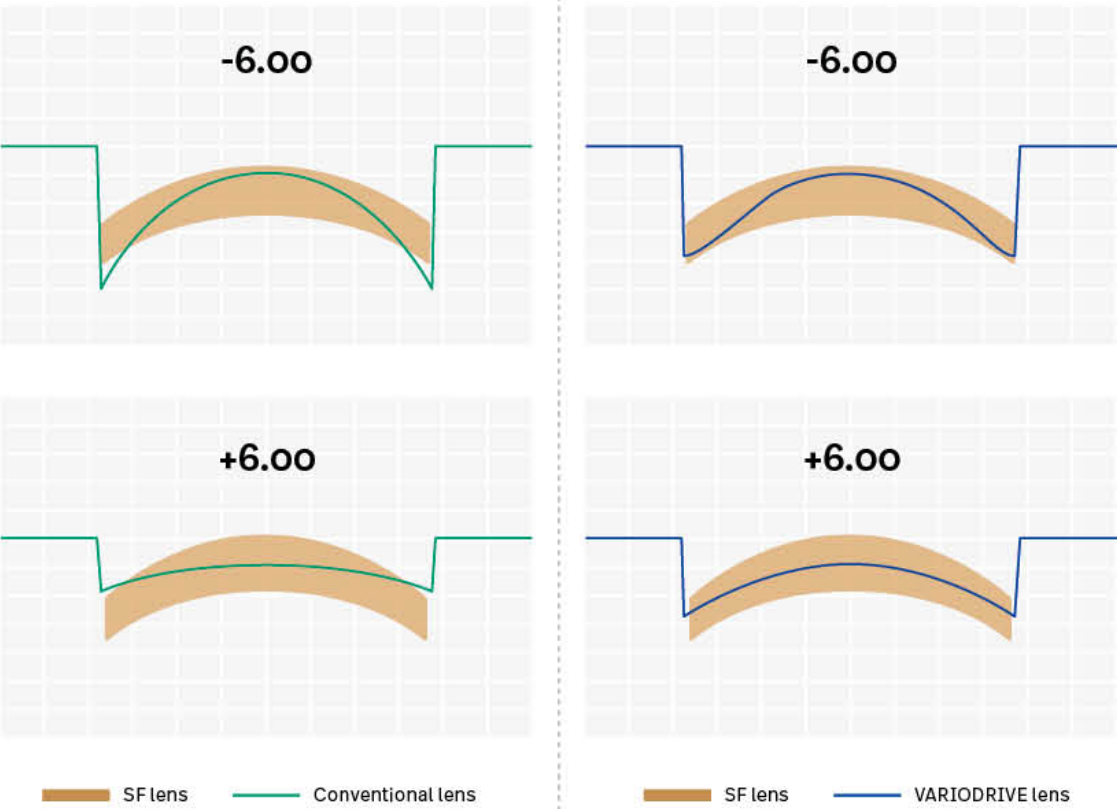 -6.00
-6.00
+6.00
+6.00
SF lens
Conventional lens
SF lens
VARIODRIVE lens